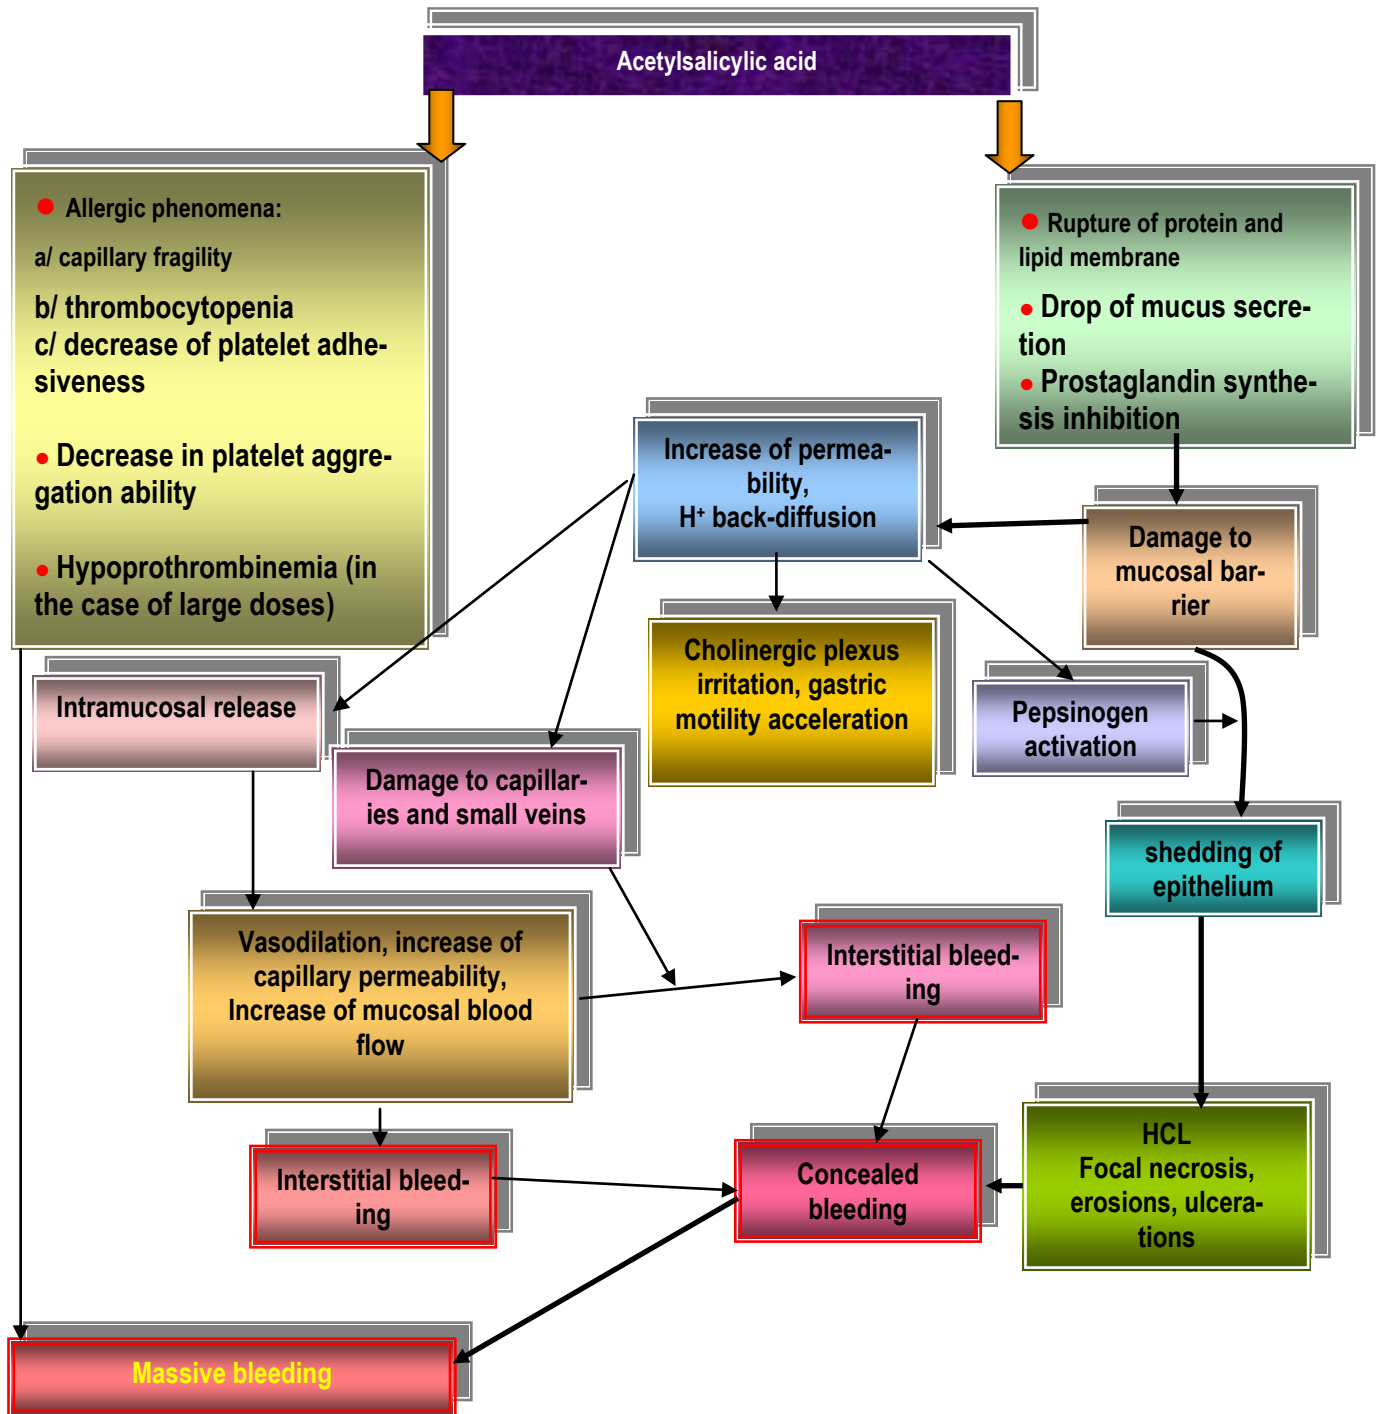 Acetylsalicylic acid
● Allergic phenomena:
a/ capillary fragility
b/ thrombocytopenia
c/ decrease of platelet adhe-
siveness
● Decrease in platelet aggre-
gation ability
● Hypoprothrombinemia (in
the case of large doses)
● Rupture of protein and
lipid membrane
● Drop of mucus secre-
tion
● Prostaglandin synthe-
sis inhibition
Increase of permea-
bility,
H⁺ back-diffusion
Damage to
mucosal bar-
rier
Cholinergic plexus
irritation, gastric
motility acceleration
Pepsinogen
activation
Intramucosal release
Damage to capillar-
ies and small veins
shedding of
epithelium
Vasodilation, increase of
capillary permeability,
Increase of mucosal blood
flow
Interstitial bleed-
ing
Interstitial bleed-
ing
Concealed
bleeding
HCL
Focal necrosis,
erosions, ulcera-
tions
Massive bleeding